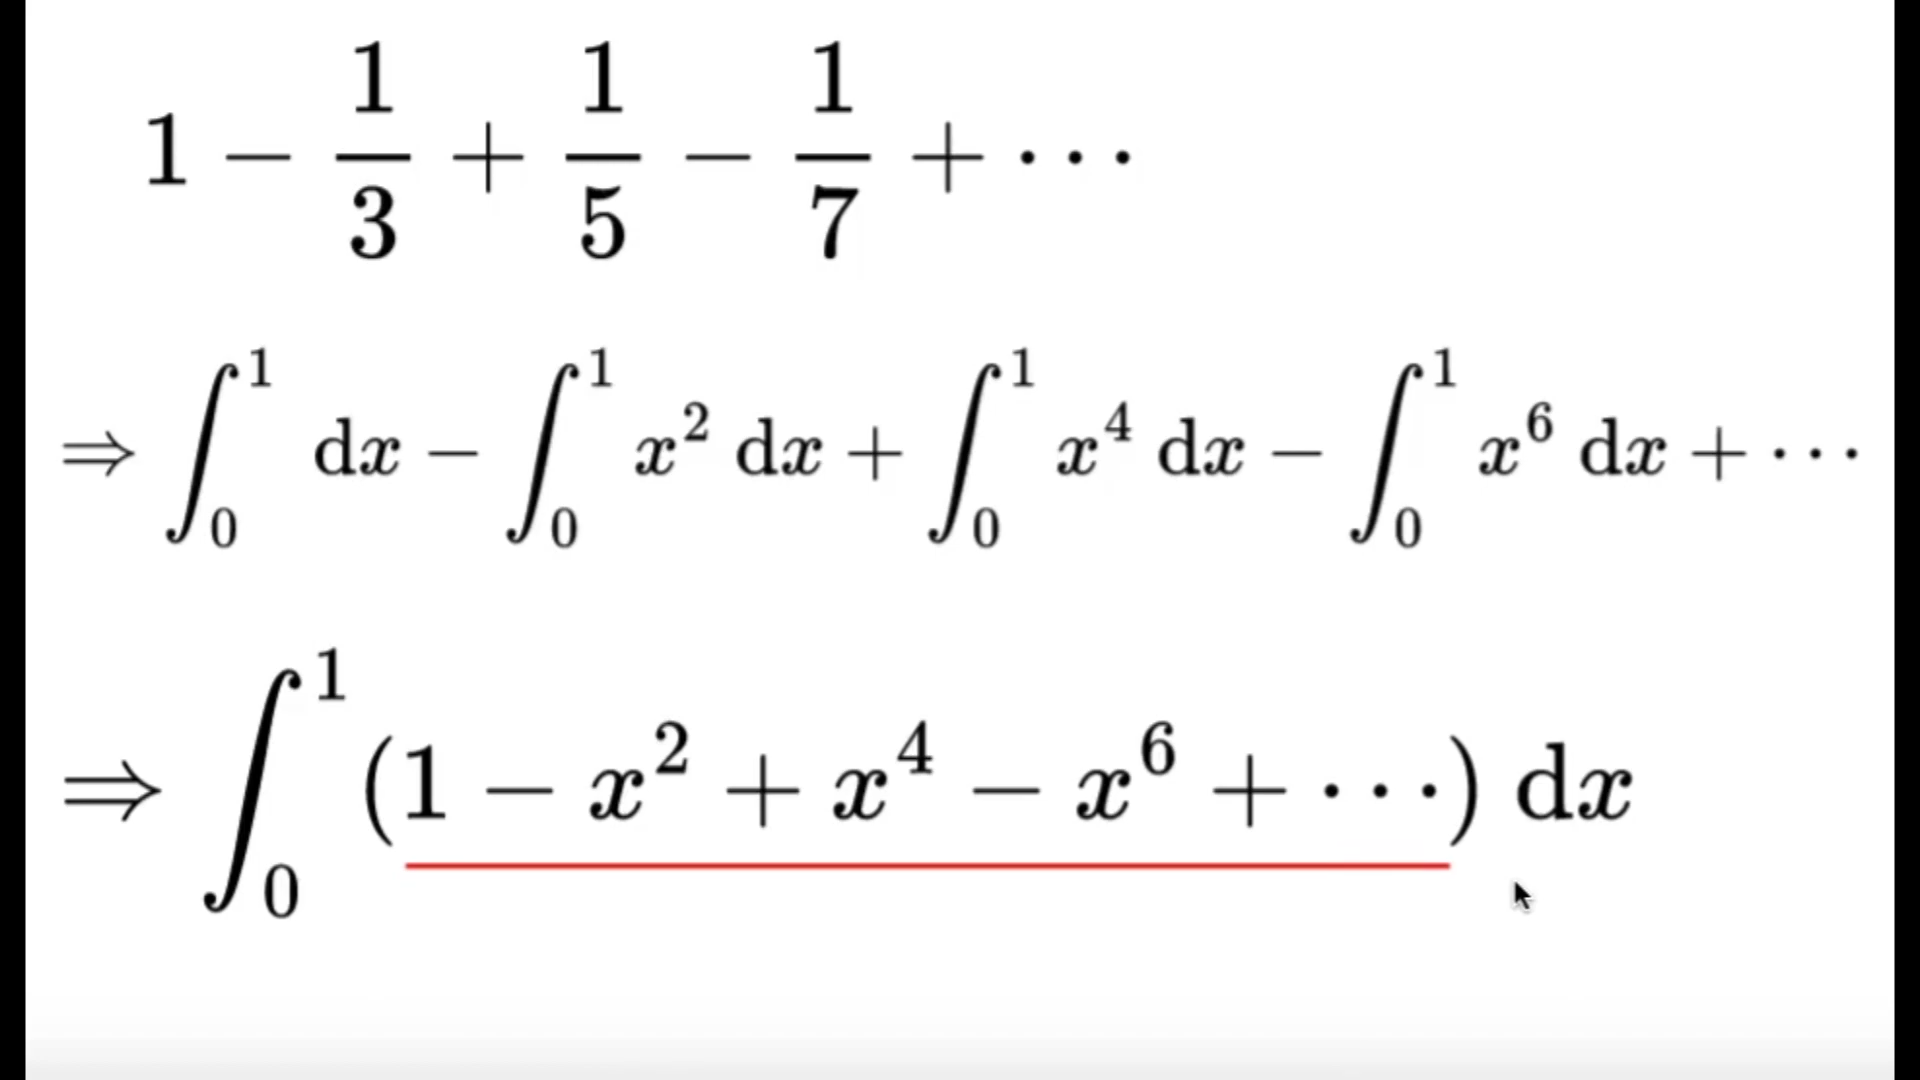 1 − 1/3 + 1/5 − 1/7 + ⋯
⇒ ∫₀¹ dx − ∫₀¹ x² dx + ∫₀¹ x⁴ dx − ∫₀¹ x⁶ dx + ⋯
⇒ ∫₀¹ (1 − x² + x⁴ − x⁶ + ⋯) dx